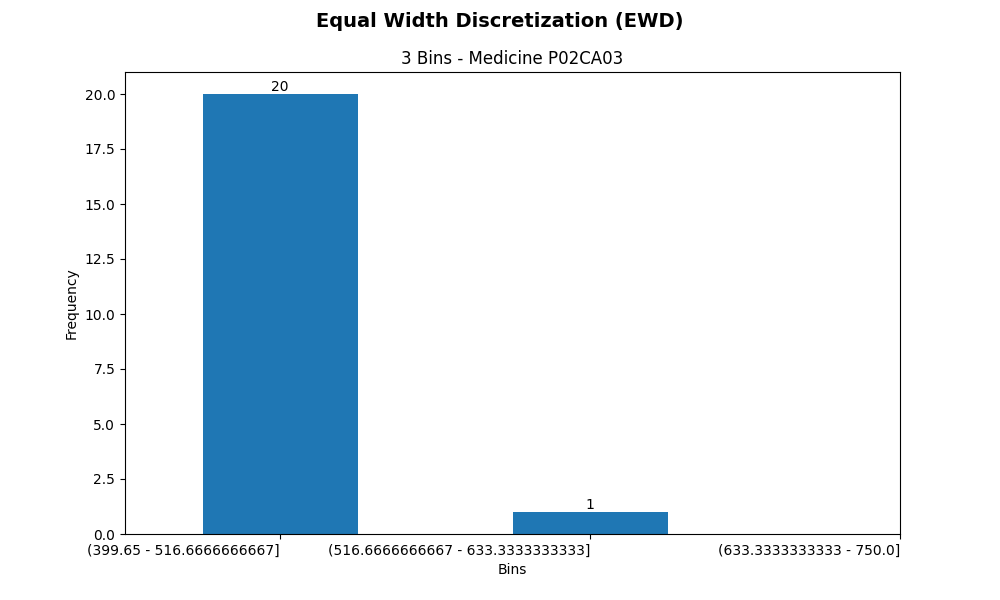 Equal Width Discretization (EWD)
3 Bins - Medicine P02CA03
20
20.0
17.5
15.0
12.5
10.0
7.5
5.0
2.5
0.0
Frequency
1
(399.65 - 516.6666666667]
(516.6666666667 - 633.3333333333]
(633.3333333333 - 750.0]
Bins